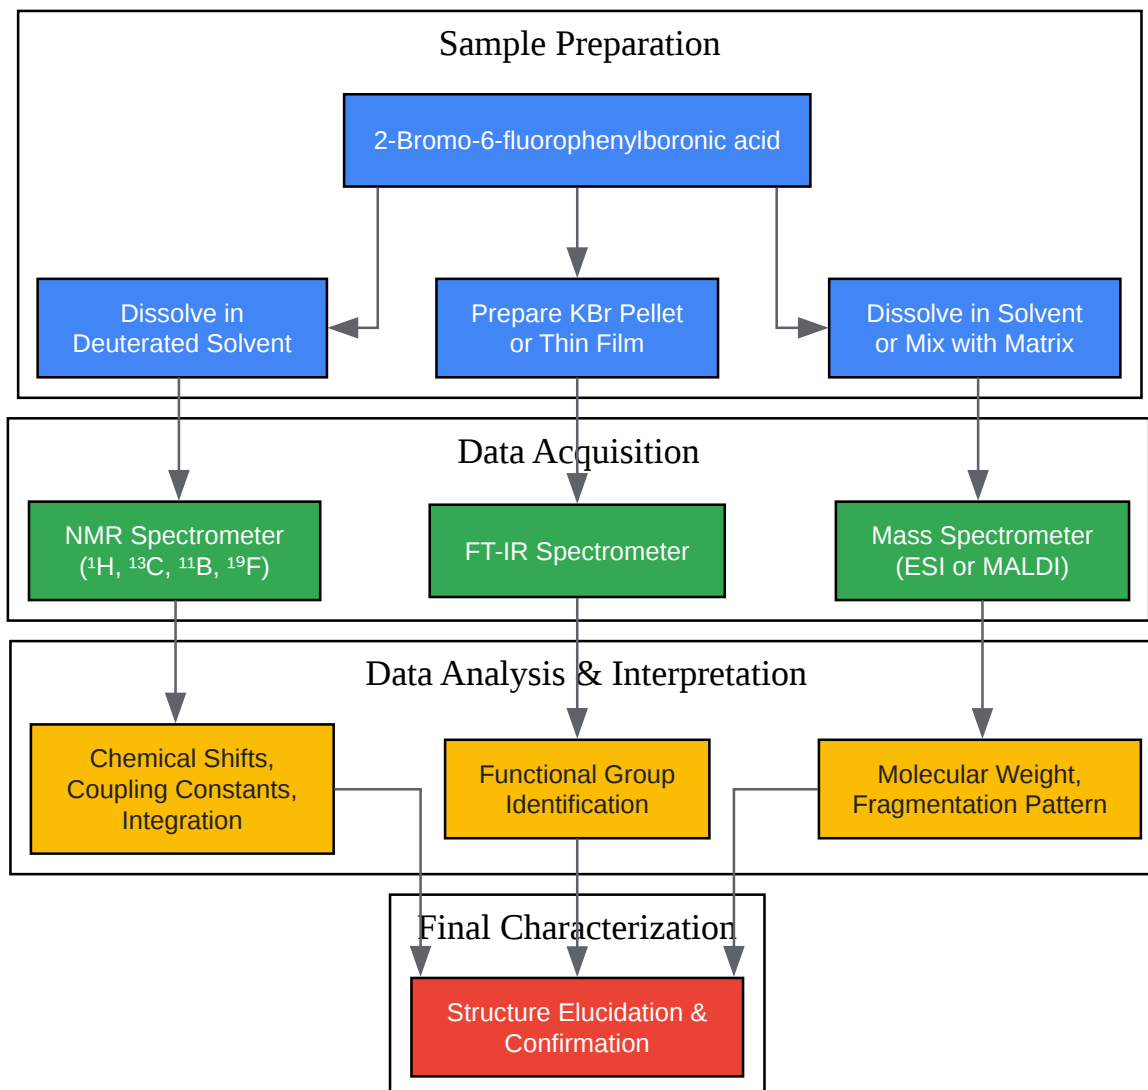 Sample Preparation
2-Bromo-6-fluorophenylboronic acid
Dissolve in
Deuterated Solvent
Prepare KBr Pellet
or Thin Film
Dissolve in Solvent
or Mix with Matrix
Data Acquisition
NMR Spectrometer
(¹H, ¹³C, ¹¹B, ¹⁹F)
FT-IR Spectrometer
Mass Spectrometer
(ESI or MALDI)
Data Analysis & Interpretation
Chemical Shifts,
Coupling Constants,
Integration
Functional Group
Identification
Molecular Weight,
Fragmentation Pattern
Final Characterization
Structure Elucidation &
Confirmation